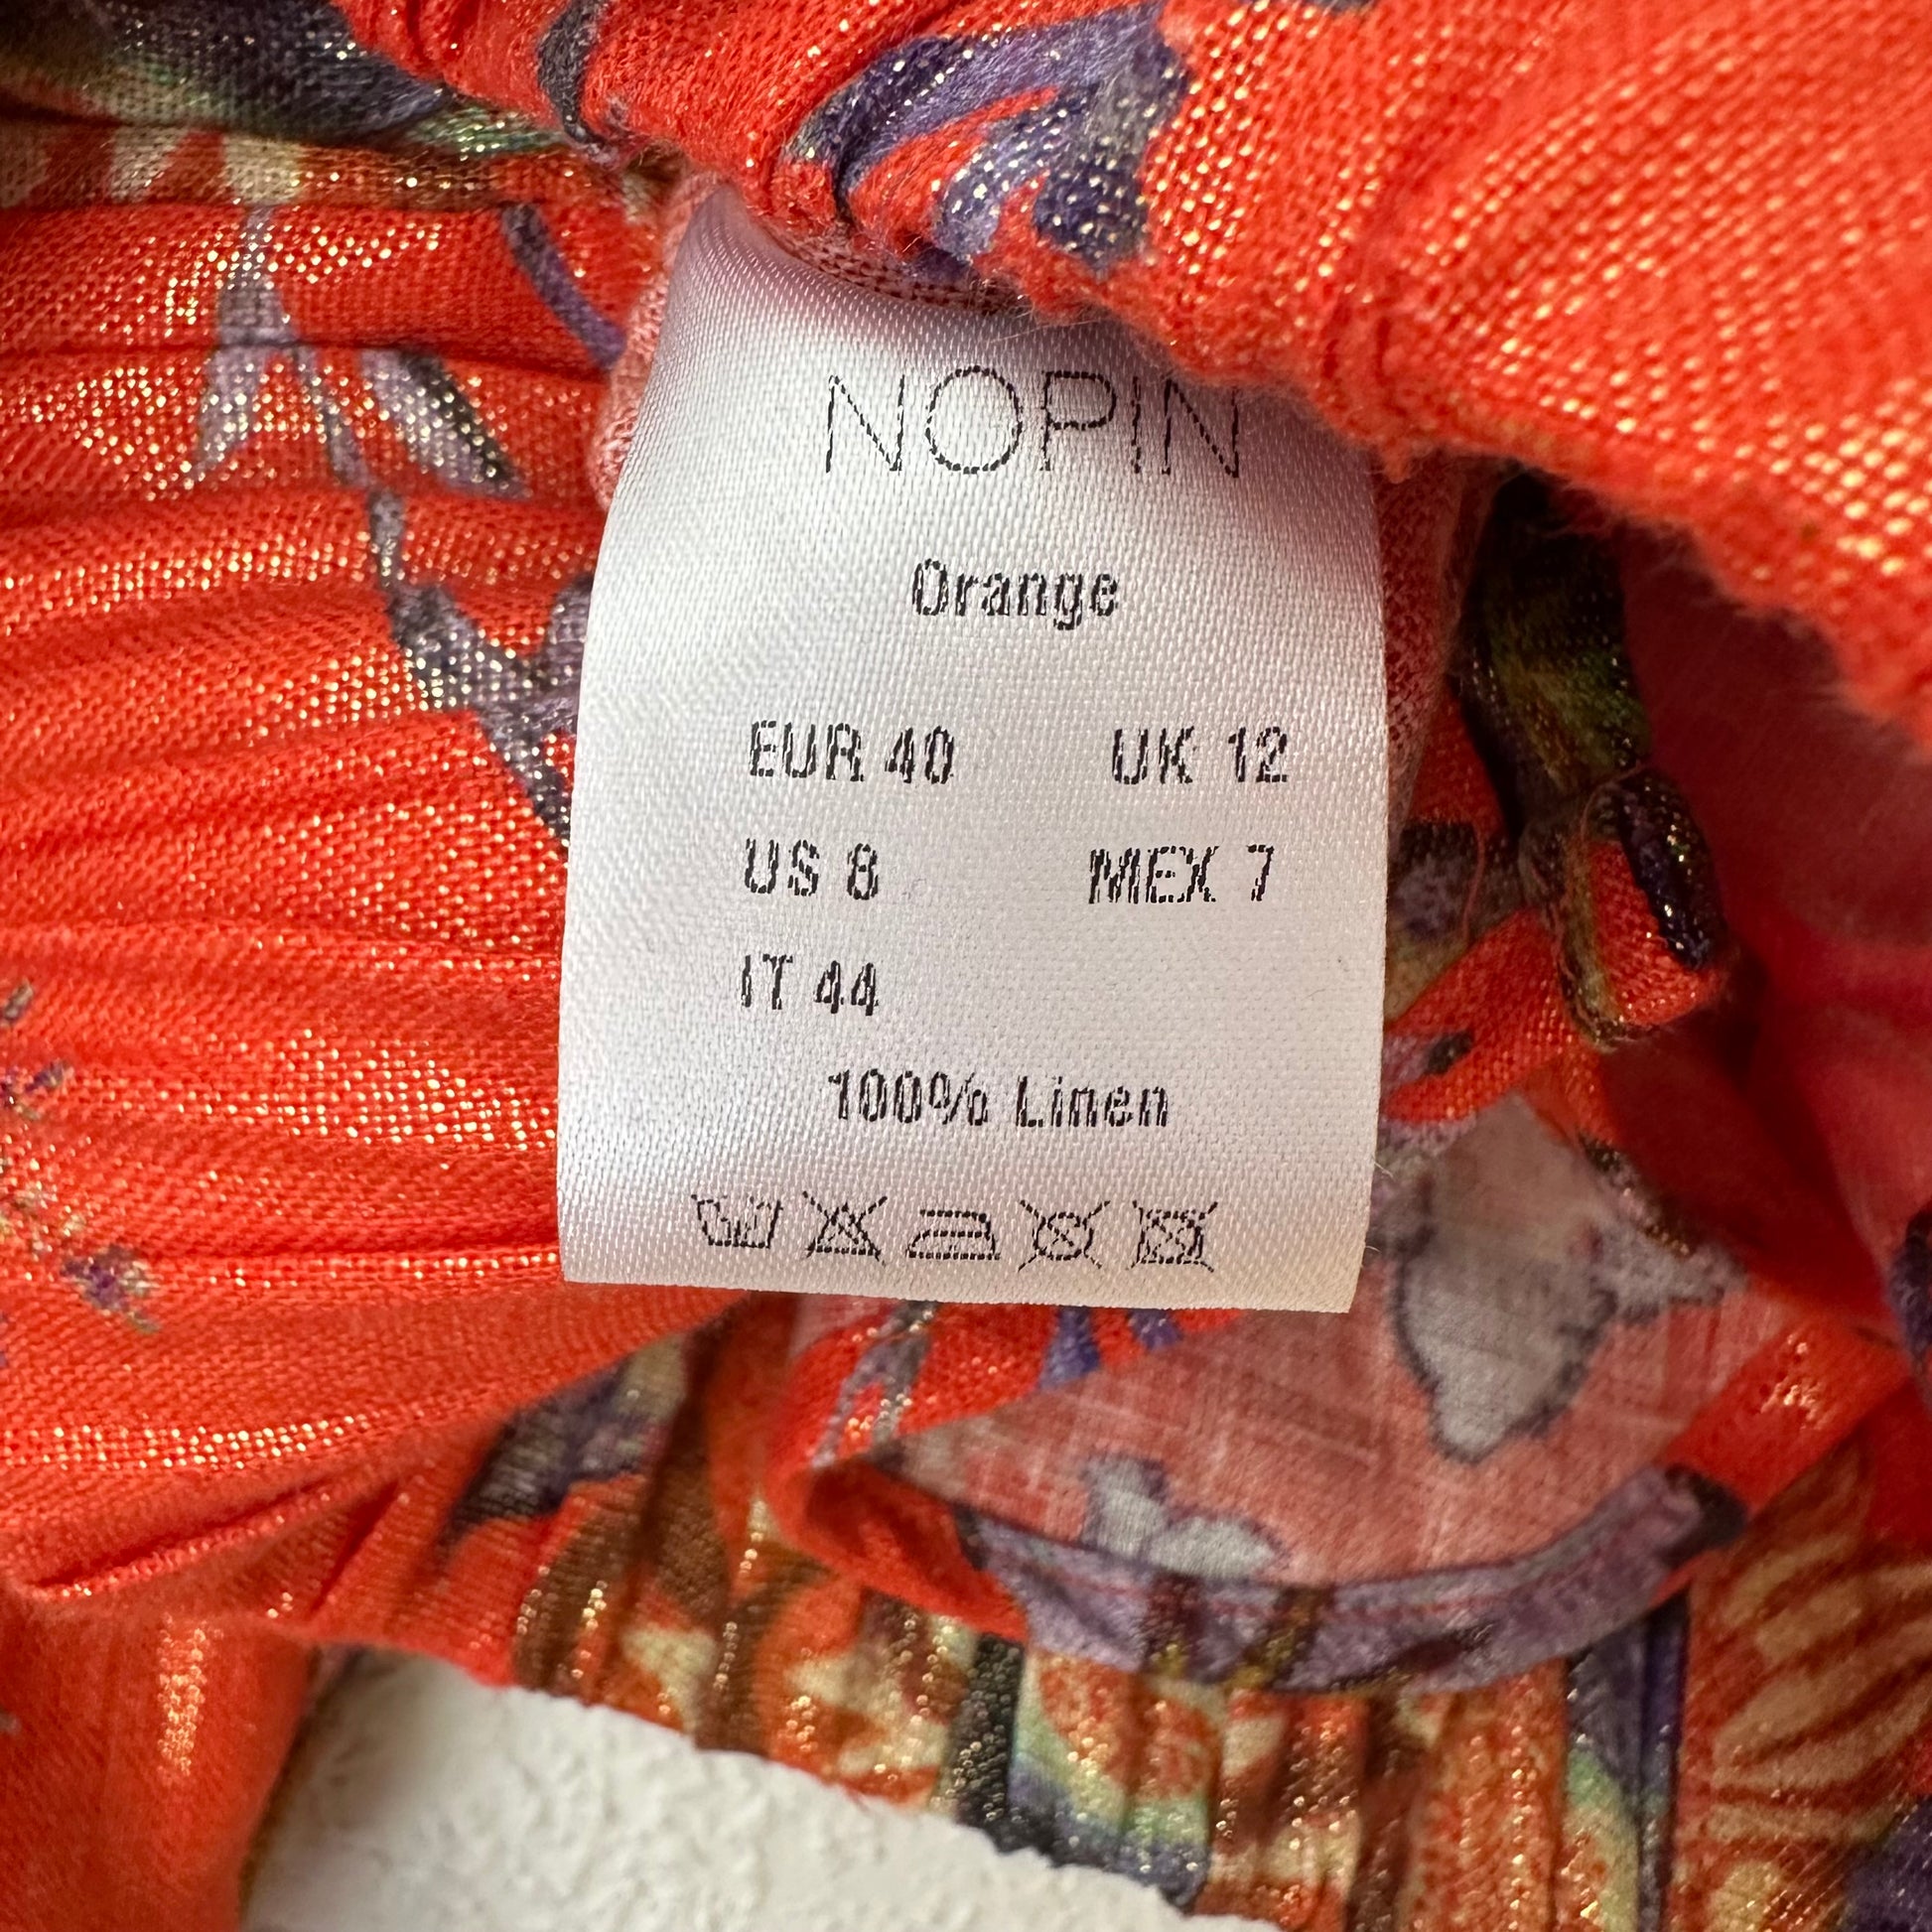 NOPIN
Orange
EUR 40 UK 12
US 8 MEX 7
IT 44
100% Linen